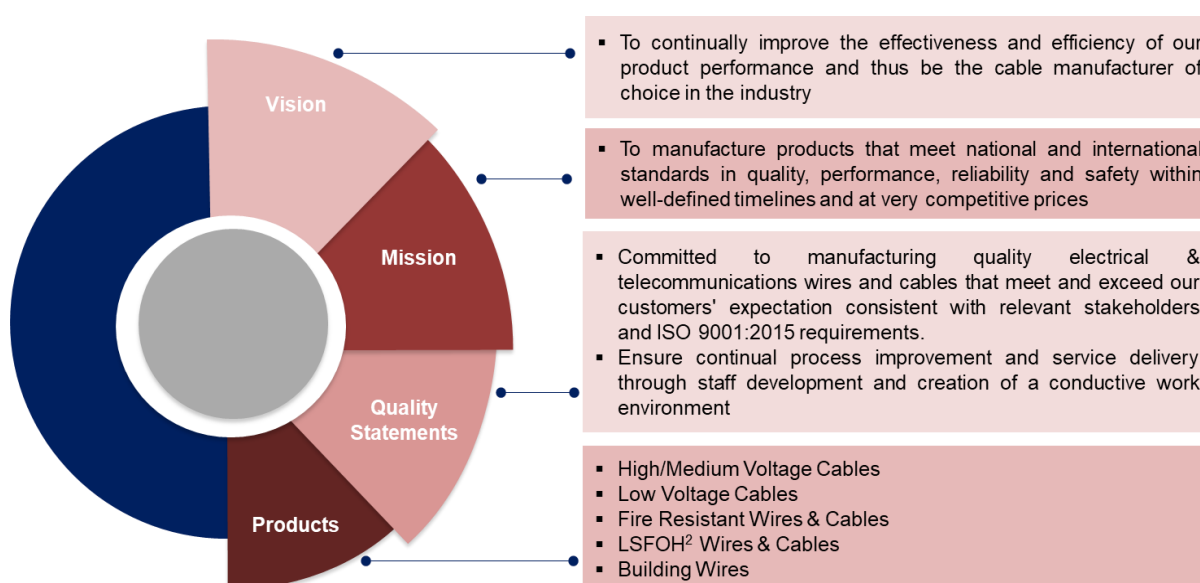 Vision
▪ To continually improve the effectiveness and efficiency of our
product performance and thus be the cable manufacturer of
choice in the industry
Mission
▪ To manufacture products that meet national and international
standards in quality, performance, reliability and safety within
well-defined timelines and at very competitive prices
Quality
Statements
▪ Committed to manufacturing quality electrical &
telecommunications wires and cables that meet and exceed our
customers' expectation consistent with relevant stakeholders
and ISO 9001:2015 requirements.
▪ Ensure continual process improvement and service delivery
through staff development and creation of a conductive work
environment
Products
▪ High/Medium Voltage Cables
▪ Low Voltage Cables
▪ Fire Resistant Wires & Cables
▪ LSFOH² Wires & Cables
▪ Building Wires